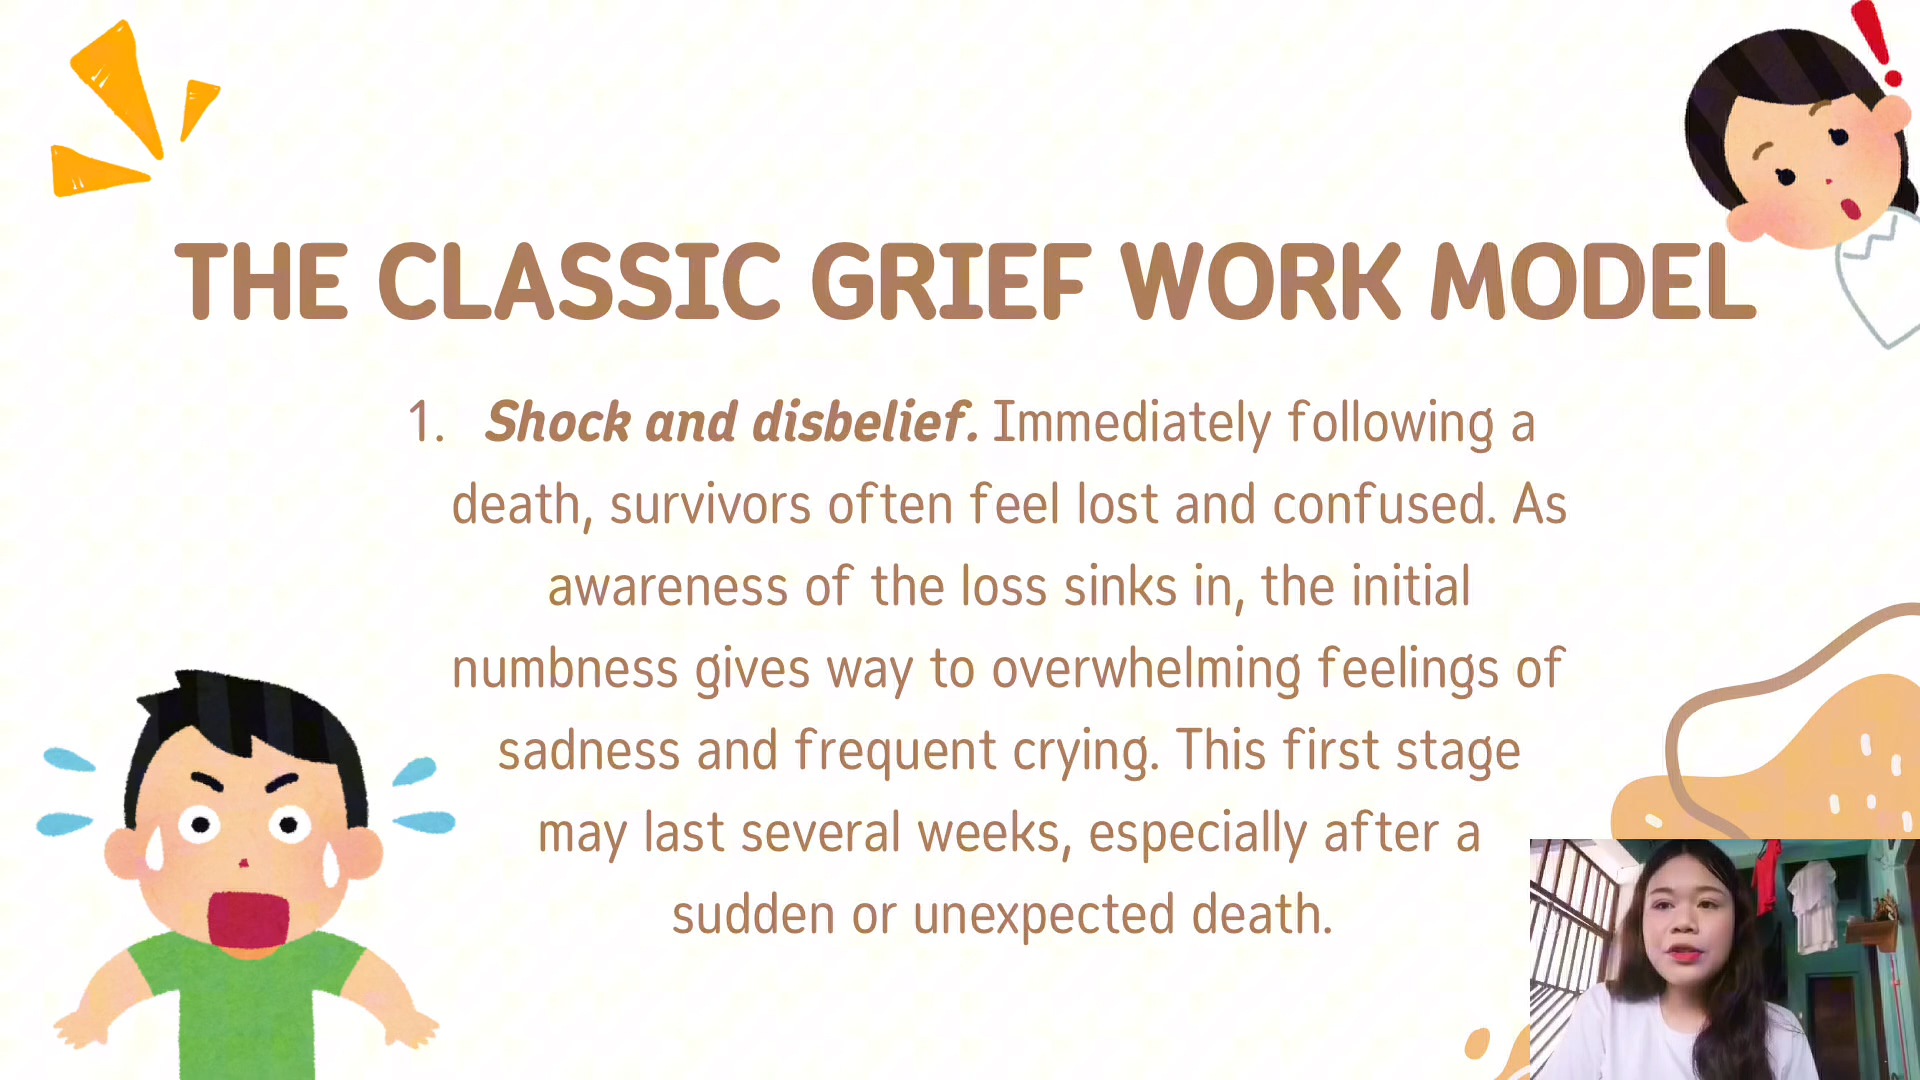 THE CLASSIC GRIEF WORK MODEL
1. Shock and disbelief. Immediately following a
death, survivors often feel lost and confused. As
awareness of the loss sinks in, the initial
numbness gives way to overwhelming feelings of
sadness and frequent crying. This first stage
may last several weeks, especially after a
sudden or unexpected death.